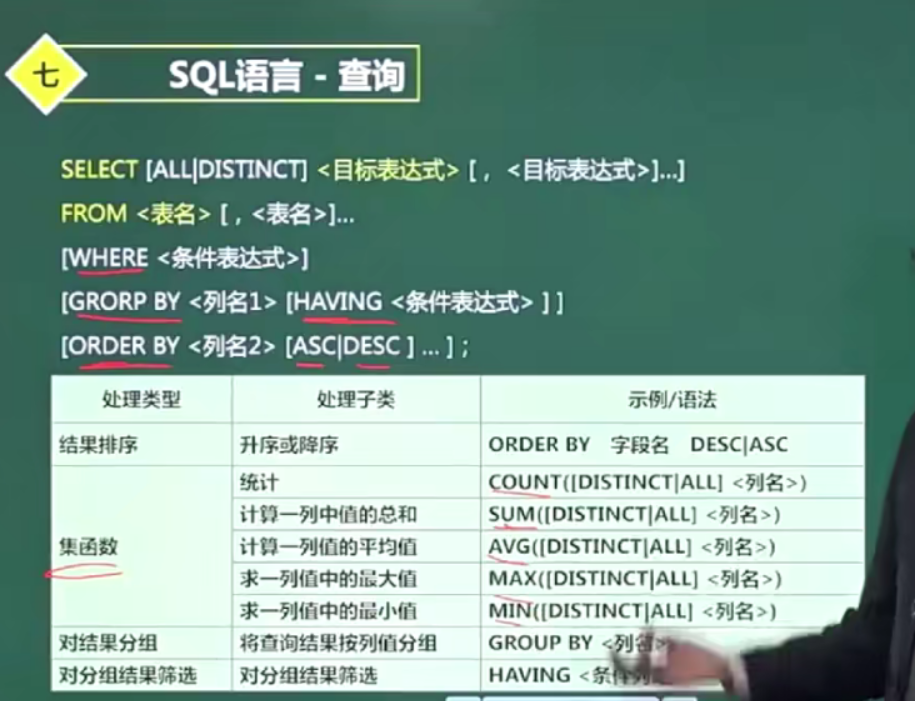 七
SQL语言 - 查询
SELECT [ALL|DISTINCT] <目标表达式> [ ， <目标表达式>]...]
FROM <表名> [ , <表名>]...
[WHERE <条件表达式>]
[GRORP BY <列名1> [HAVING <条件表达式> ] ]
[ORDER BY <列名2> [ASC|DESC ] ... ] ;
处理类型 处理子类 示例/语法
结果排序 升序或降序 ORDER BY 字段名 DESC|ASC
统计 COUNT([DISTINCT|ALL] <列名>)
计算一列中值的总和 SUM([DISTINCT|ALL] <列名>)
集函数 计算一列值的平均值 AVG([DISTINCT|ALL] <列名>)
求一列值中的最大值 MAX([DISTINCT|ALL] <列名>)
求一列值中的最小值 MIN([DISTINCT|ALL] <列名>)
对结果分组 将查询结果按列值分组 GROUP BY <列名>
对分组结果筛选 对分组结果筛选 HAVING <条件